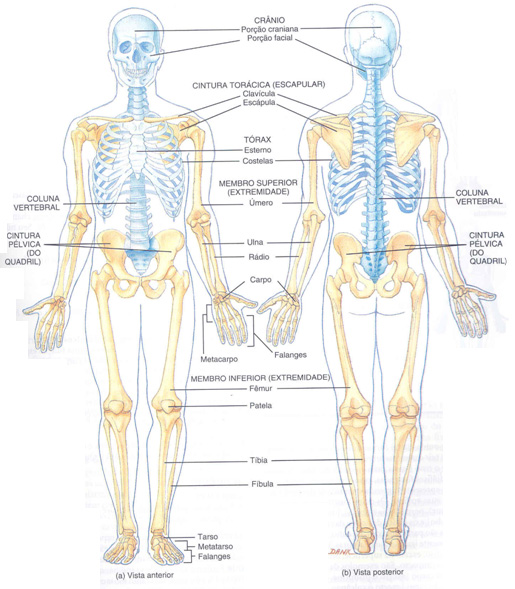 CRÂNIO
Porção craniana
Porção facial
CINTURA TORÁCICA (ESCAPULAR)
Clavícula
Escápula
TÓRAX
Esterno
Costelas
COLUNA
VERTEBRAL
MEMBRO SUPERIOR
(EXTREMIDADE)
Úmero
COLUNA
VERTEBRAL
CINTURA
PÉLVICA
(DO
QUADRIL)
Ulna
Rádio
CINTURA
PÉLVICA
(DO
QUADRIL)
Carpo
Metacarpo
Falanges
MEMBRO INFERIOR (EXTREMIDADE)
Fêmur
Patela
Tíbia
Fíbula
Tarso
Metatarso
Falanges
DANK
(a) Vista anterior
(b) Vista posterior